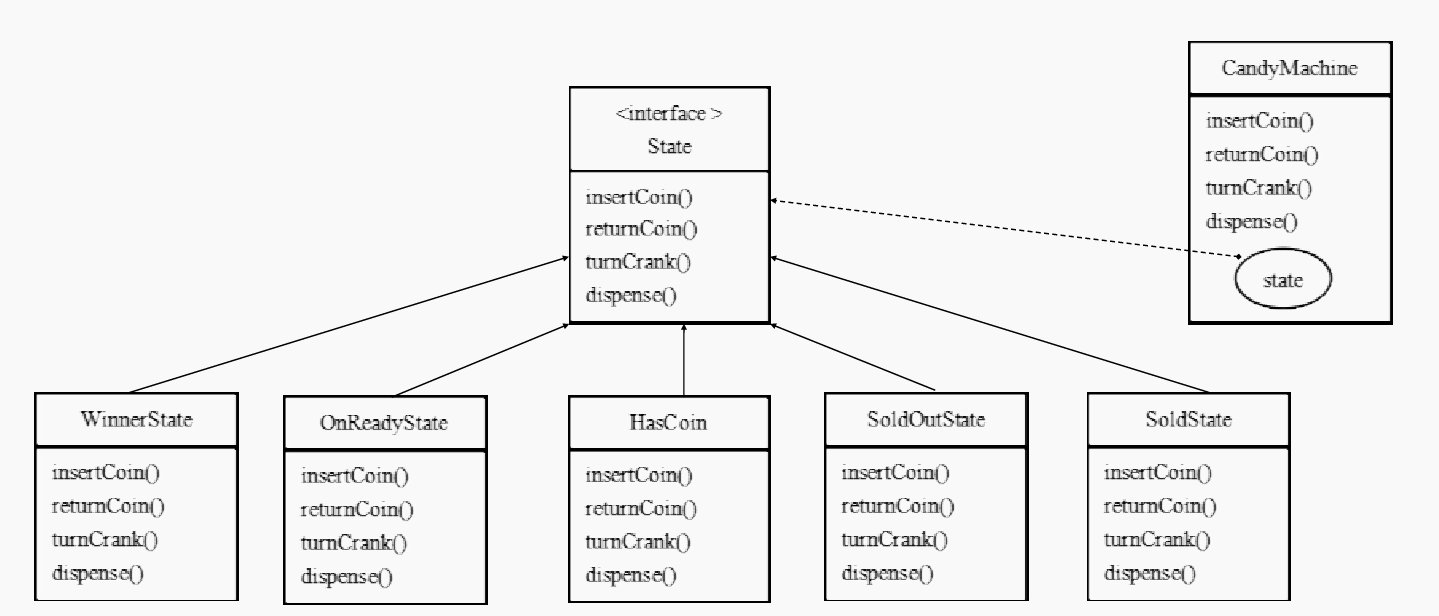 CandyMachine
insertCoin()
returnCoin()
turnCrank()
dispense()
state
<interface >
State
insertCoin()
returnCoin()
turnCrank()
dispense()
WinnerState
insertCoin()
returnCoin()
turnCrank()
dispense()
OnReadyState
insertCoin()
returnCoin()
turnCrank()
dispense()
HasCoin
insertCoin()
returnCoin()
turnCrank()
dispense()
SoldOutState
insertCoin()
returnCoin()
turnCrank()
dispense()
SoldState
insertCoin()
returnCoin()
turnCrank()
dispense()